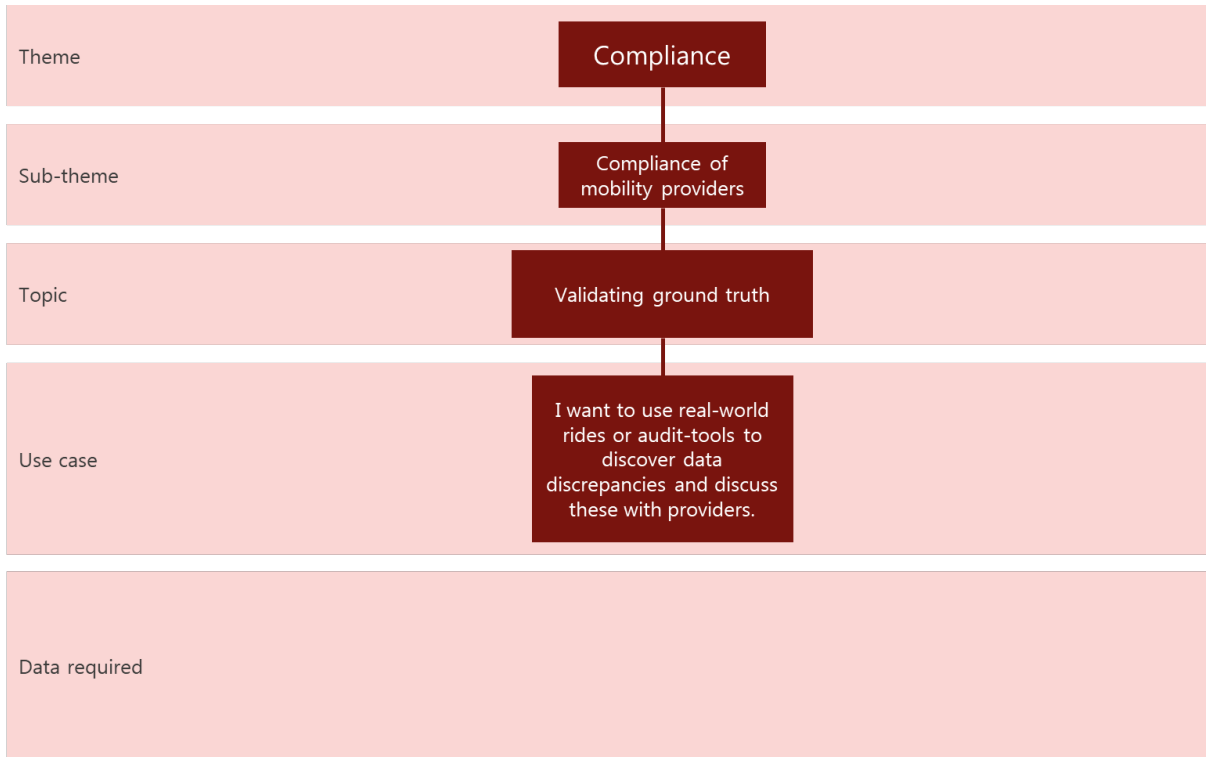 Theme
Compliance
Sub-theme
Compliance of
mobility providers
Topic
Validating ground truth
Use case
I want to use real-world
rides or audit-tools to
discover data
discrepancies and discuss
these with providers.
Data required